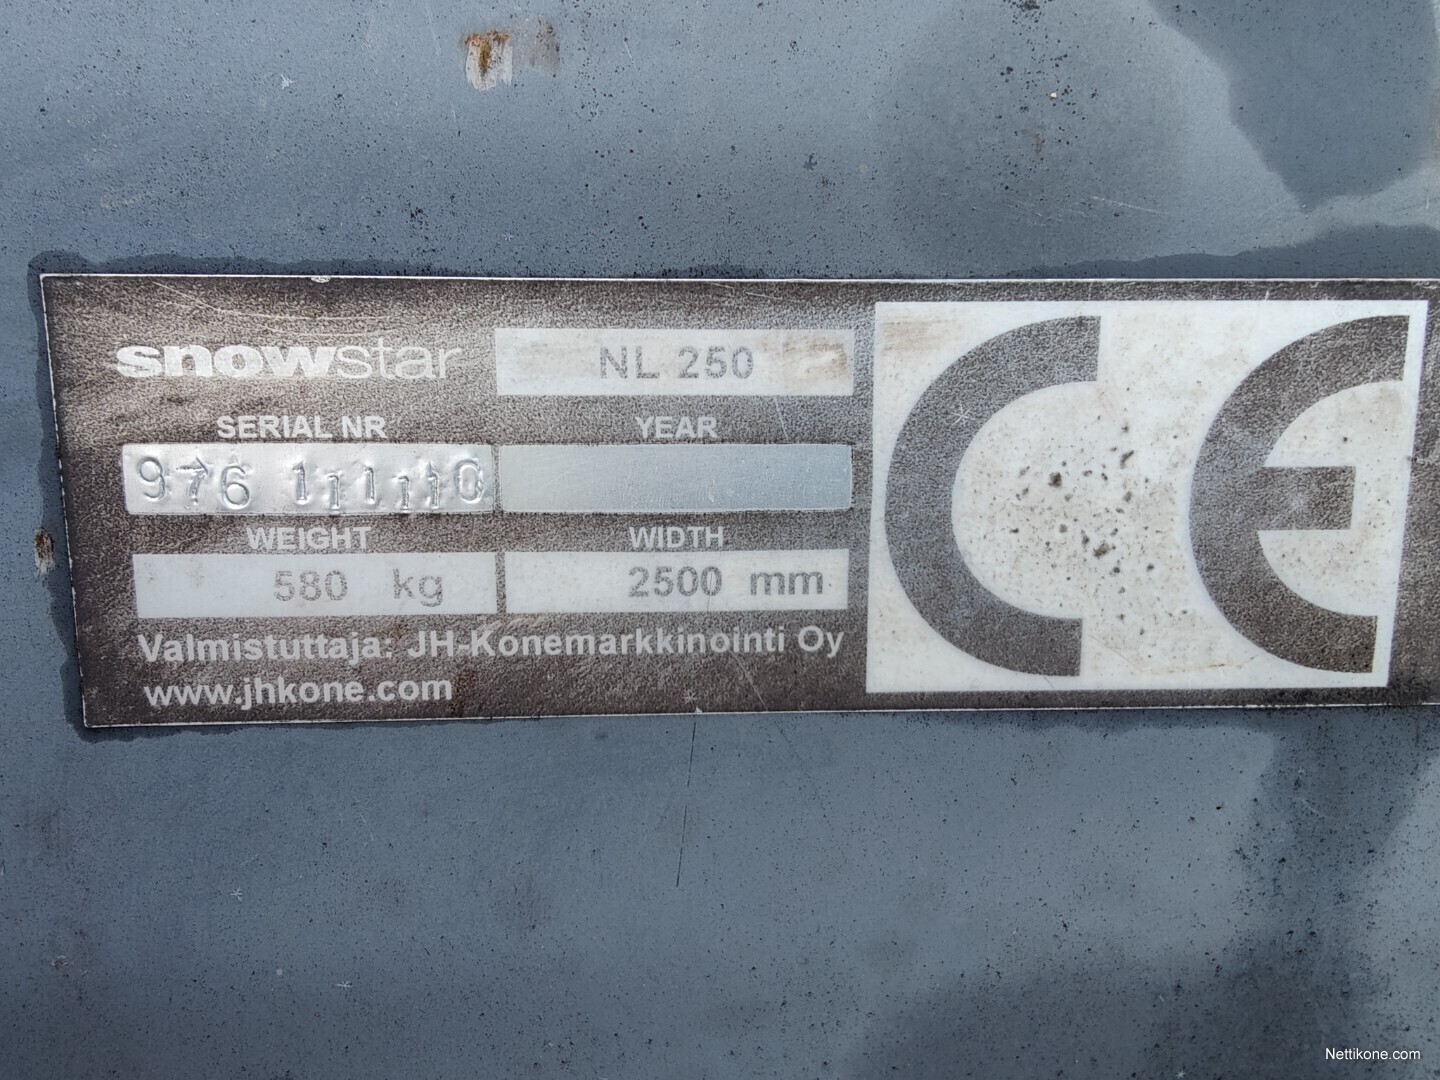 snowstar NL 250
SERIAL NR YEAR
976 1111110
WEIGHT WIDTH
580 kg 2500 mm
Valmistuttaja: JH-Konemarkkinointi Oy
www.jhkone.com
CE
Nettikone.com